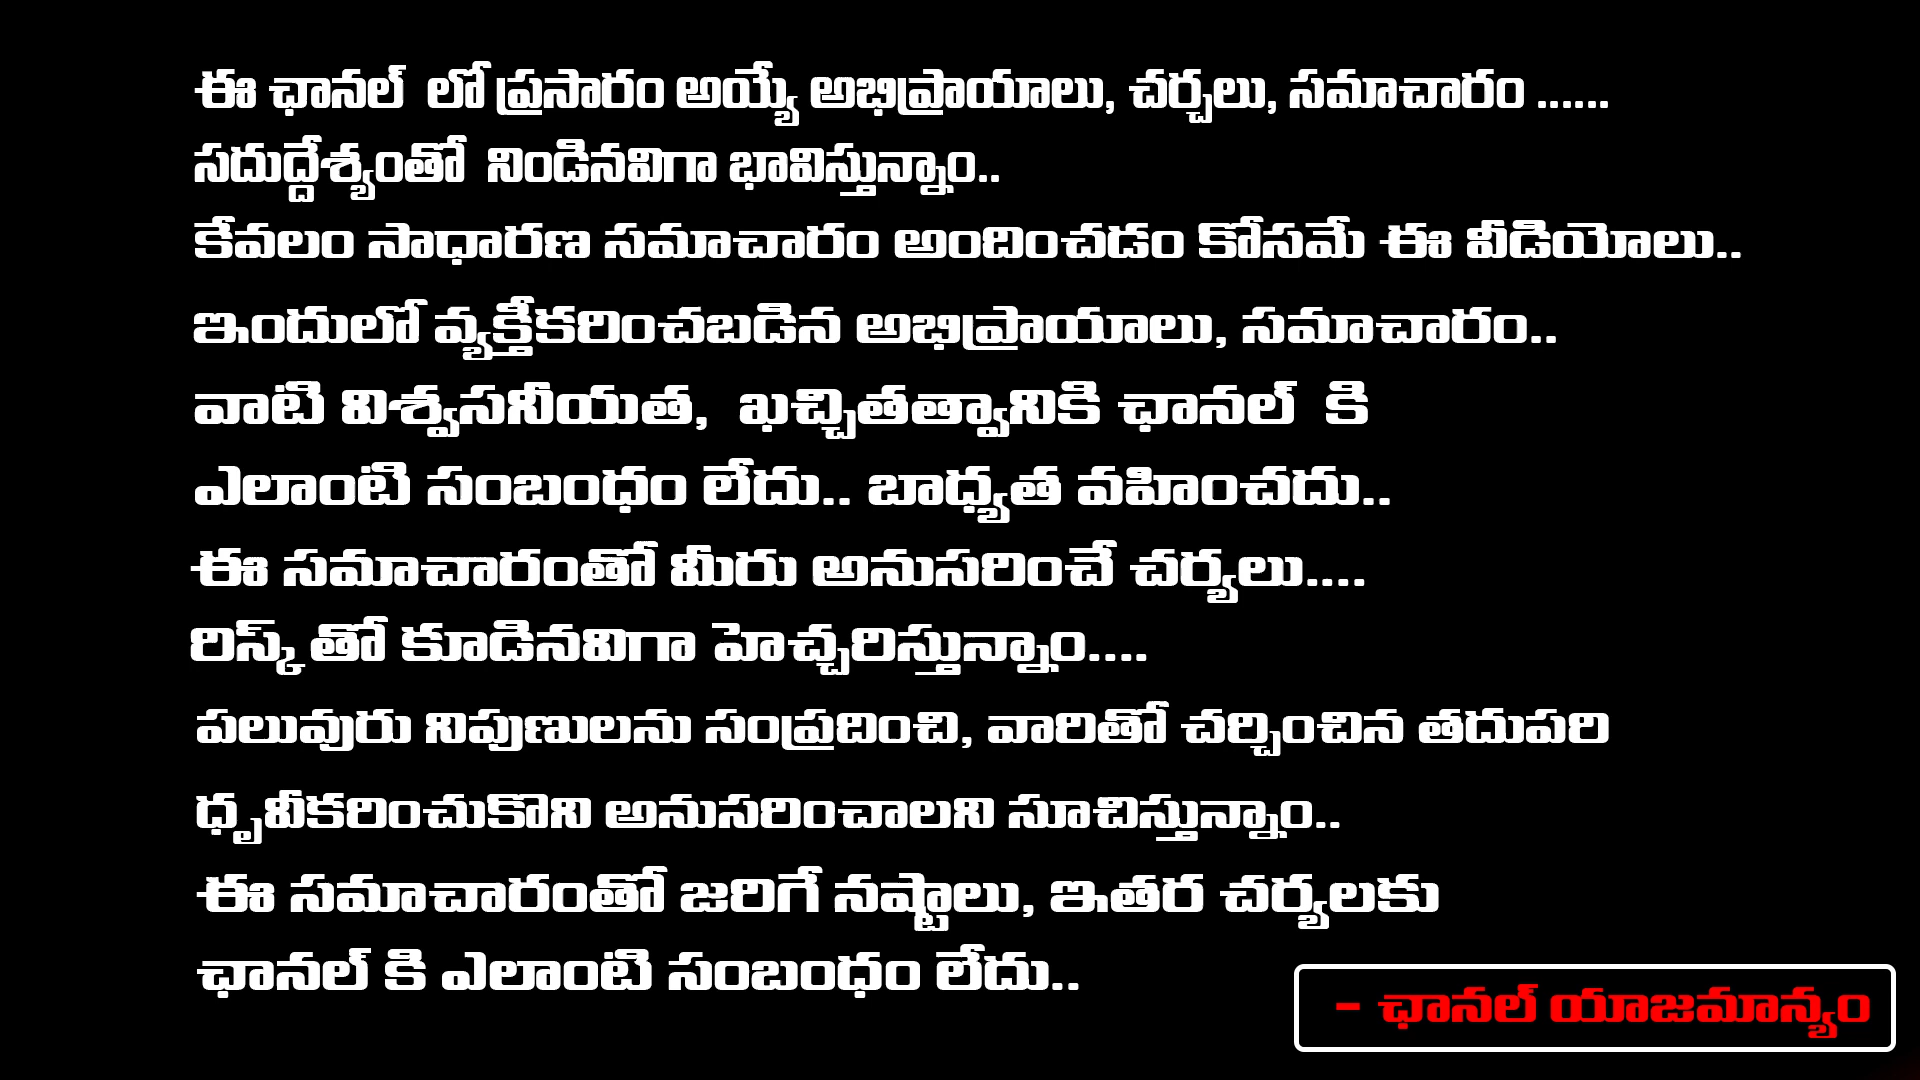 ఈ ఛానల్ లో ప్రసారం అయ్యే అభిప్రాయాలు, చర్చలు, సమాచారం ......
సదుద్దేశ్యంతో నిండినవిగా భావిస్తున్నాం..
కేవలం సాధారణ సమాచారం అందించడం కోసమే ఈ వీడియోలు..
ఇందులో వ్యక్తీకరించబడిన అభిప్రాయాలు, సమాచారం..
వాటి విశ్వసనీయత, ఖచ్చితత్వానికి ఛానల్ కి
ఎలాంటి సంబంధం లేదు.. బాధ్యత వహించదు..
ఈ సమాచారంతో మీరు అనుసరించే చర్యలు....
రిస్క్ తో కూడినవిగా హెచ్చరిస్తున్నాం....
పలువురు నిపుణులను సంప్రదించి, వారితో చర్చించిన తదుపరి
ధృవీకరించుకొని అనుసరించాలని సూచిస్తున్నాం..
ఈ సమాచారంతో జరిగే నష్టాలు, ఇతర చర్యలకు
ఛానల్ కి ఎలాంటి సంబంధం లేదు..
- ఛానల్ యాజమాన్యం